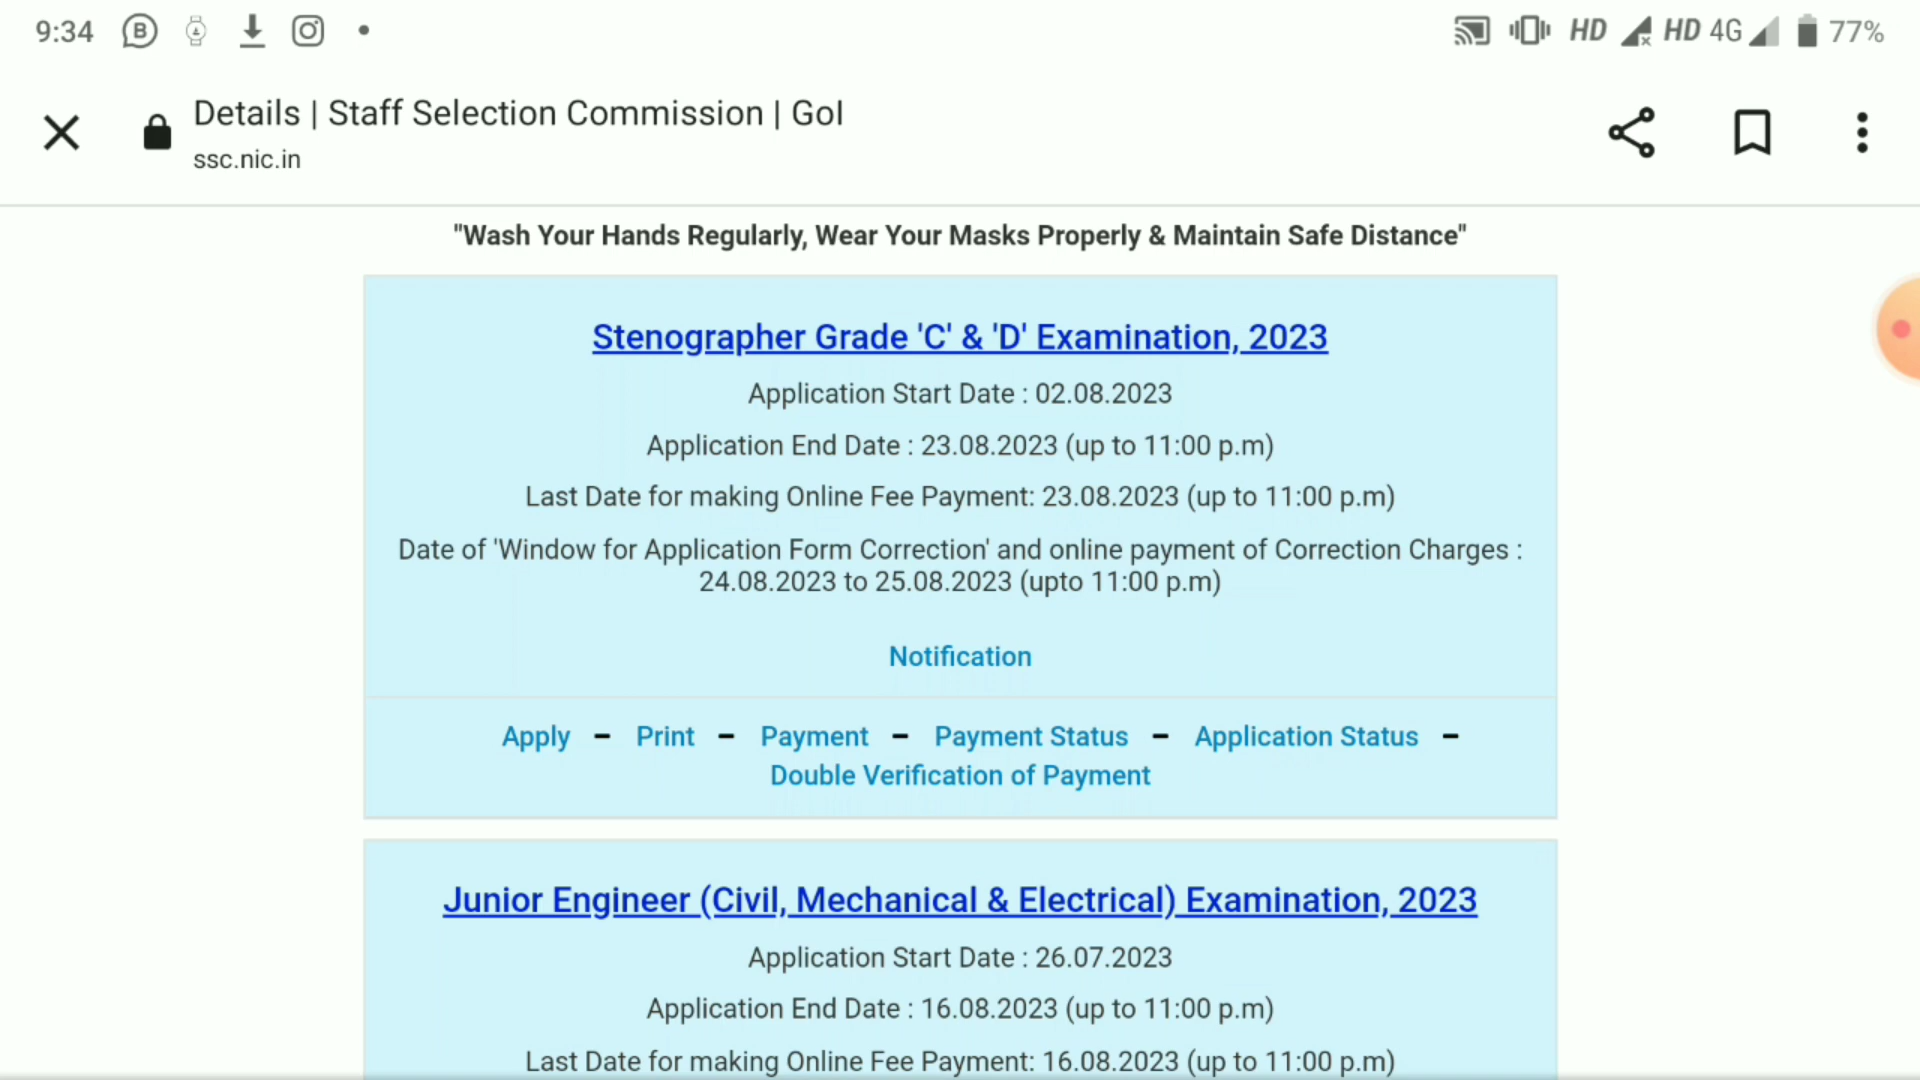 9:34 B HD HD 4G 77%
Details | Staff Selection Commission | GoI
ssc.nic.in
"Wash Your Hands Regularly, Wear Your Masks Properly & Maintain Safe Distance"
Stenographer Grade 'C' & 'D' Examination, 2023
Application Start Date : 02.08.2023
Application End Date : 23.08.2023 (up to 11:00 p.m)
Last Date for making Online Fee Payment: 23.08.2023 (up to 11:00 p.m)
Date of 'Window for Application Form Correction' and online payment of Correction Charges :
24.08.2023 to 25.08.2023 (upto 11:00 p.m)
Notification
Apply – Print – Payment – Payment Status – Application Status –
Double Verification of Payment
Junior Engineer (Civil, Mechanical & Electrical) Examination, 2023
Application Start Date : 26.07.2023
Application End Date : 16.08.2023 (up to 11:00 p.m)
Last Date for making Online Fee Payment: 16.08.2023 (up to 11:00 p.m)